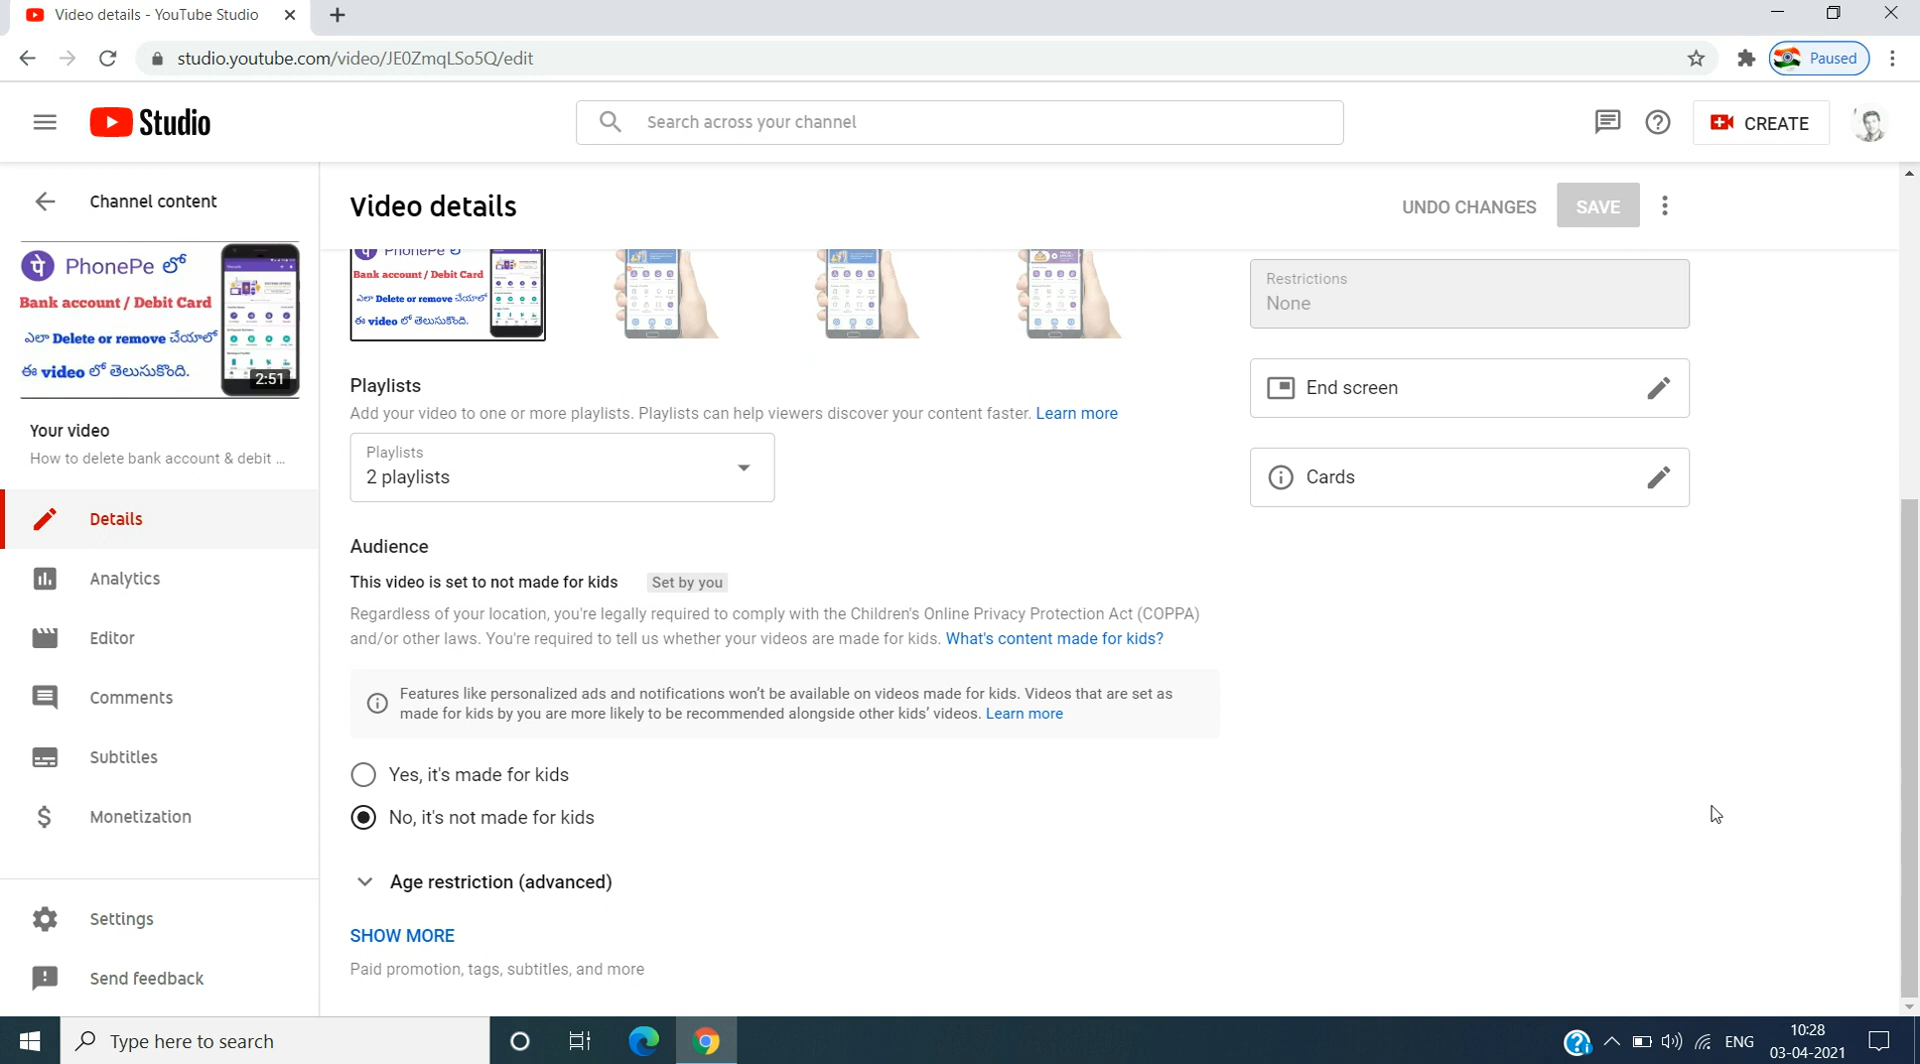 Video details - YouTube Studio
studio.youtube.com/video/JE0ZmqLSo5Q/edit
Paused
Studio
Search across your channel
CREATE
Channel content
Video details
UNDO CHANGES
SAVE
पे PhonePe లో
Bank account / Debit Card
ఎలా Delete or remove చేయాలో
ఈ video లో తెలుసుకొంది.
2:51
Your video
How to delete bank account & debit ...
Details
Analytics
Editor
Comments
Subtitles
Monetization
Settings
Send feedback
PhonePe లో
Bank account / Debit Card
ఎలా Delete or remove చేయాలో
ఈ video లో తెలుసుకొంది.
Restrictions
None
Playlists
Add your video to one or more playlists. Playlists can help viewers discover your content faster. Learn more
Playlists
2 playlists
End screen
Cards
Audience
This video is set to not made for kids Set by you
Regardless of your location, you're legally required to comply with the Children's Online Privacy Protection Act (COPPA)
and/or other laws. You're required to tell us whether your videos are made for kids. What's content made for kids?
Features like personalized ads and notifications won't be available on videos made for kids. Videos that are set as
made for kids by you are more likely to be recommended alongside other kids' videos. Learn more
Yes, it's made for kids
No, it's not made for kids
Age restriction (advanced)
SHOW MORE
Paid promotion, tags, subtitles, and more
Type here to search
ENG
10:28
03-04-2021